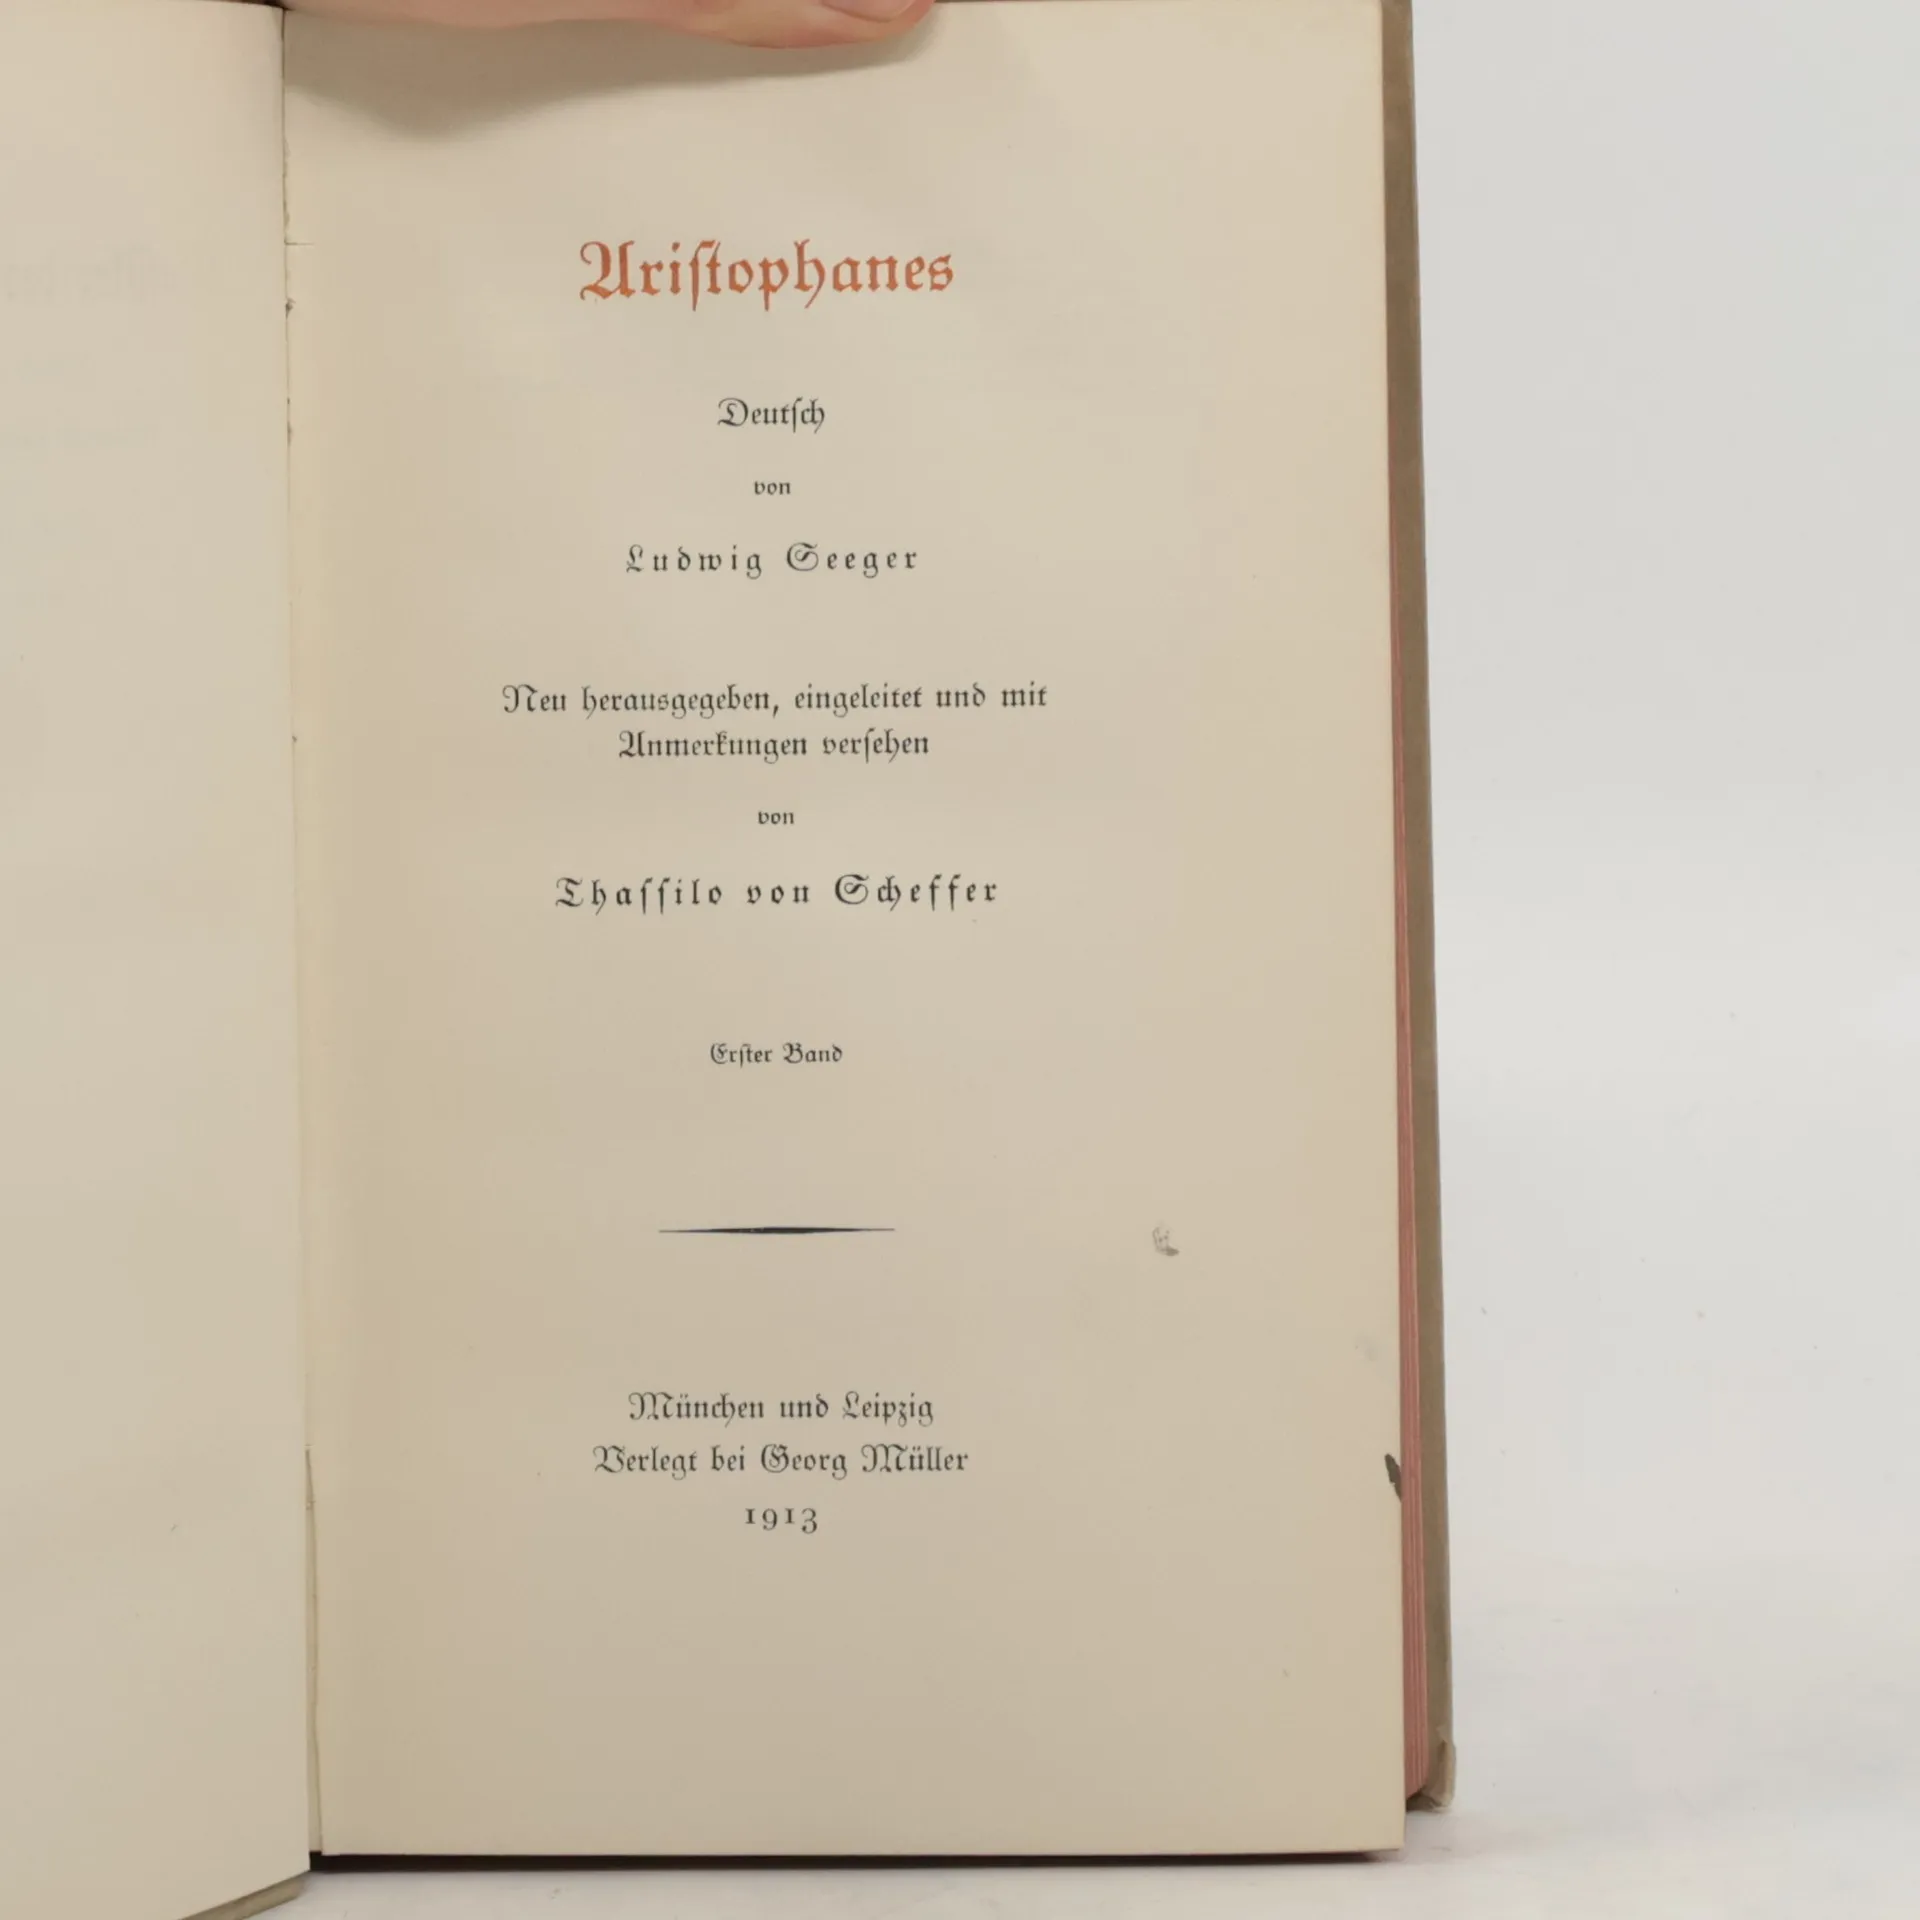 Ariſtophanes
Deutſch
von
Ludwig Seeger
Neu herausgegeben, eingeleitet und mit
Anmerkungen verſehen
von
Thaſſilo von Scheffer
Erſter Band
München und Leipzig
Verlegt bei Georg Müller
1913